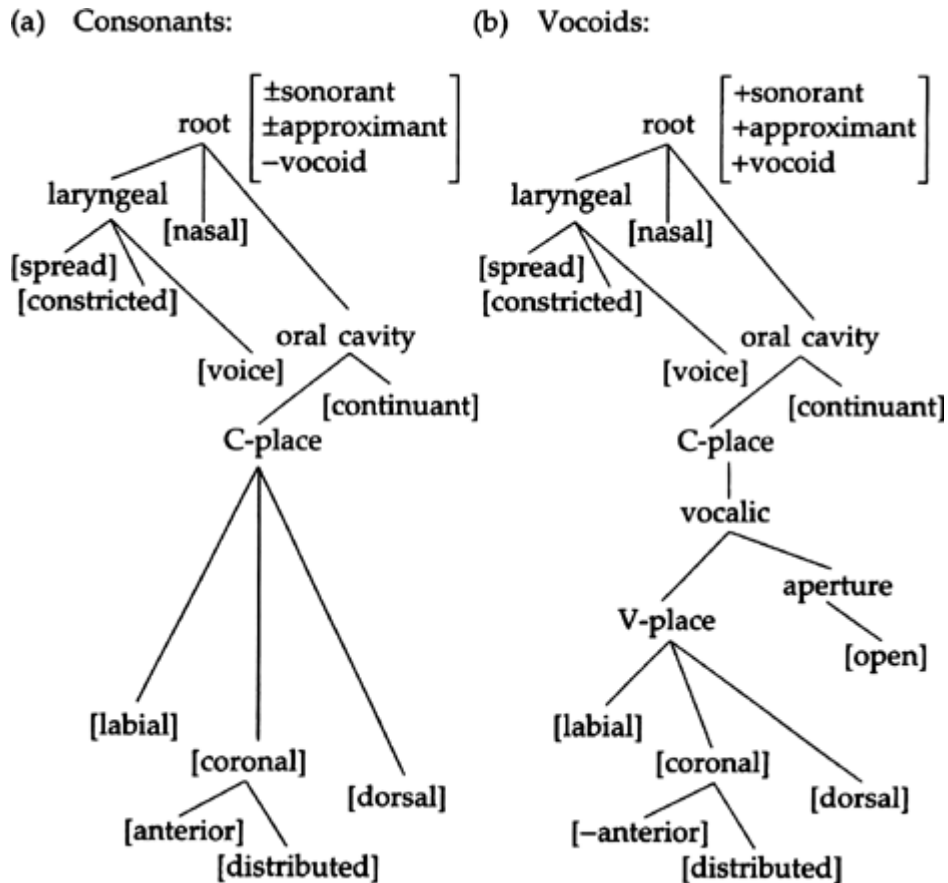 (a) Consonants:
root
±sonorant
±approximant
−vocoid
laryngeal
[nasal]
[spread]
[constricted]
oral cavity
[voice]
[continuant]
C-place
[labial]
[coronal]
[dorsal]
[anterior]
[distributed]
(b) Vocoids:
root
+sonorant
+approximant
+vocoid
laryngeal
[nasal]
[spread]
[constricted]
oral cavity
[voice]
[continuant]
C-place
vocalic
aperture
V-place
[open]
[labial]
[coronal]
[dorsal]
[−anterior]
[distributed]